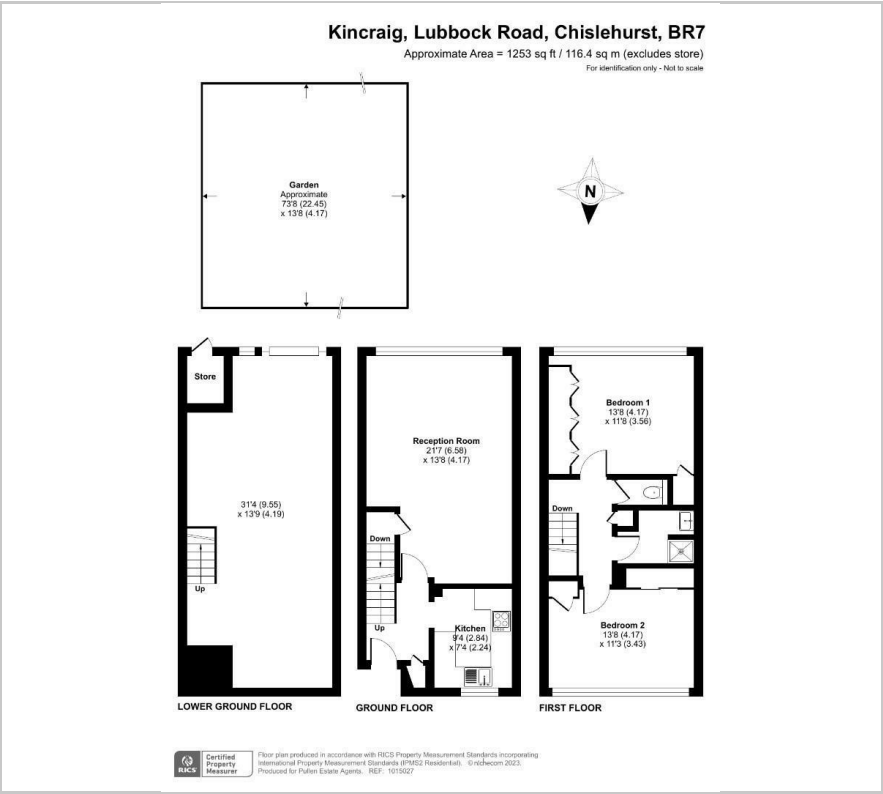 Kincraig, Lubbock Road, Chislehurst, BR7
Approximate Area = 1253 sq ft / 116.4 sq m (excludes store)
For identification only - Not to scale
Garden
Approximate
73'8 (22.45)
x 13'8 (4.17)
N
Store
31'4 (9.55)
x 13'9 (4.19)
Up
LOWER GROUND FLOOR
Reception Room
21'7 (6.58)
x 13'8 (4.17)
Down
Up
Kitchen
9'4 (2.84)
x 7'4 (2.24)
GROUND FLOOR
Bedroom 1
13'8 (4.17)
x 11'8 (3.56)
Down
Bedroom 2
13'8 (4.17)
x 11'3 (3.43)
FIRST FLOOR
RICS
Certified
Property
Measurer
Floor plan produced in accordance with RICS Property Measurement Standards incorporating
International Property Measurement Standards (IPMS2 Residential). © nichecom 2023.
Produced for Pullen Estate Agents. REF: 1015027